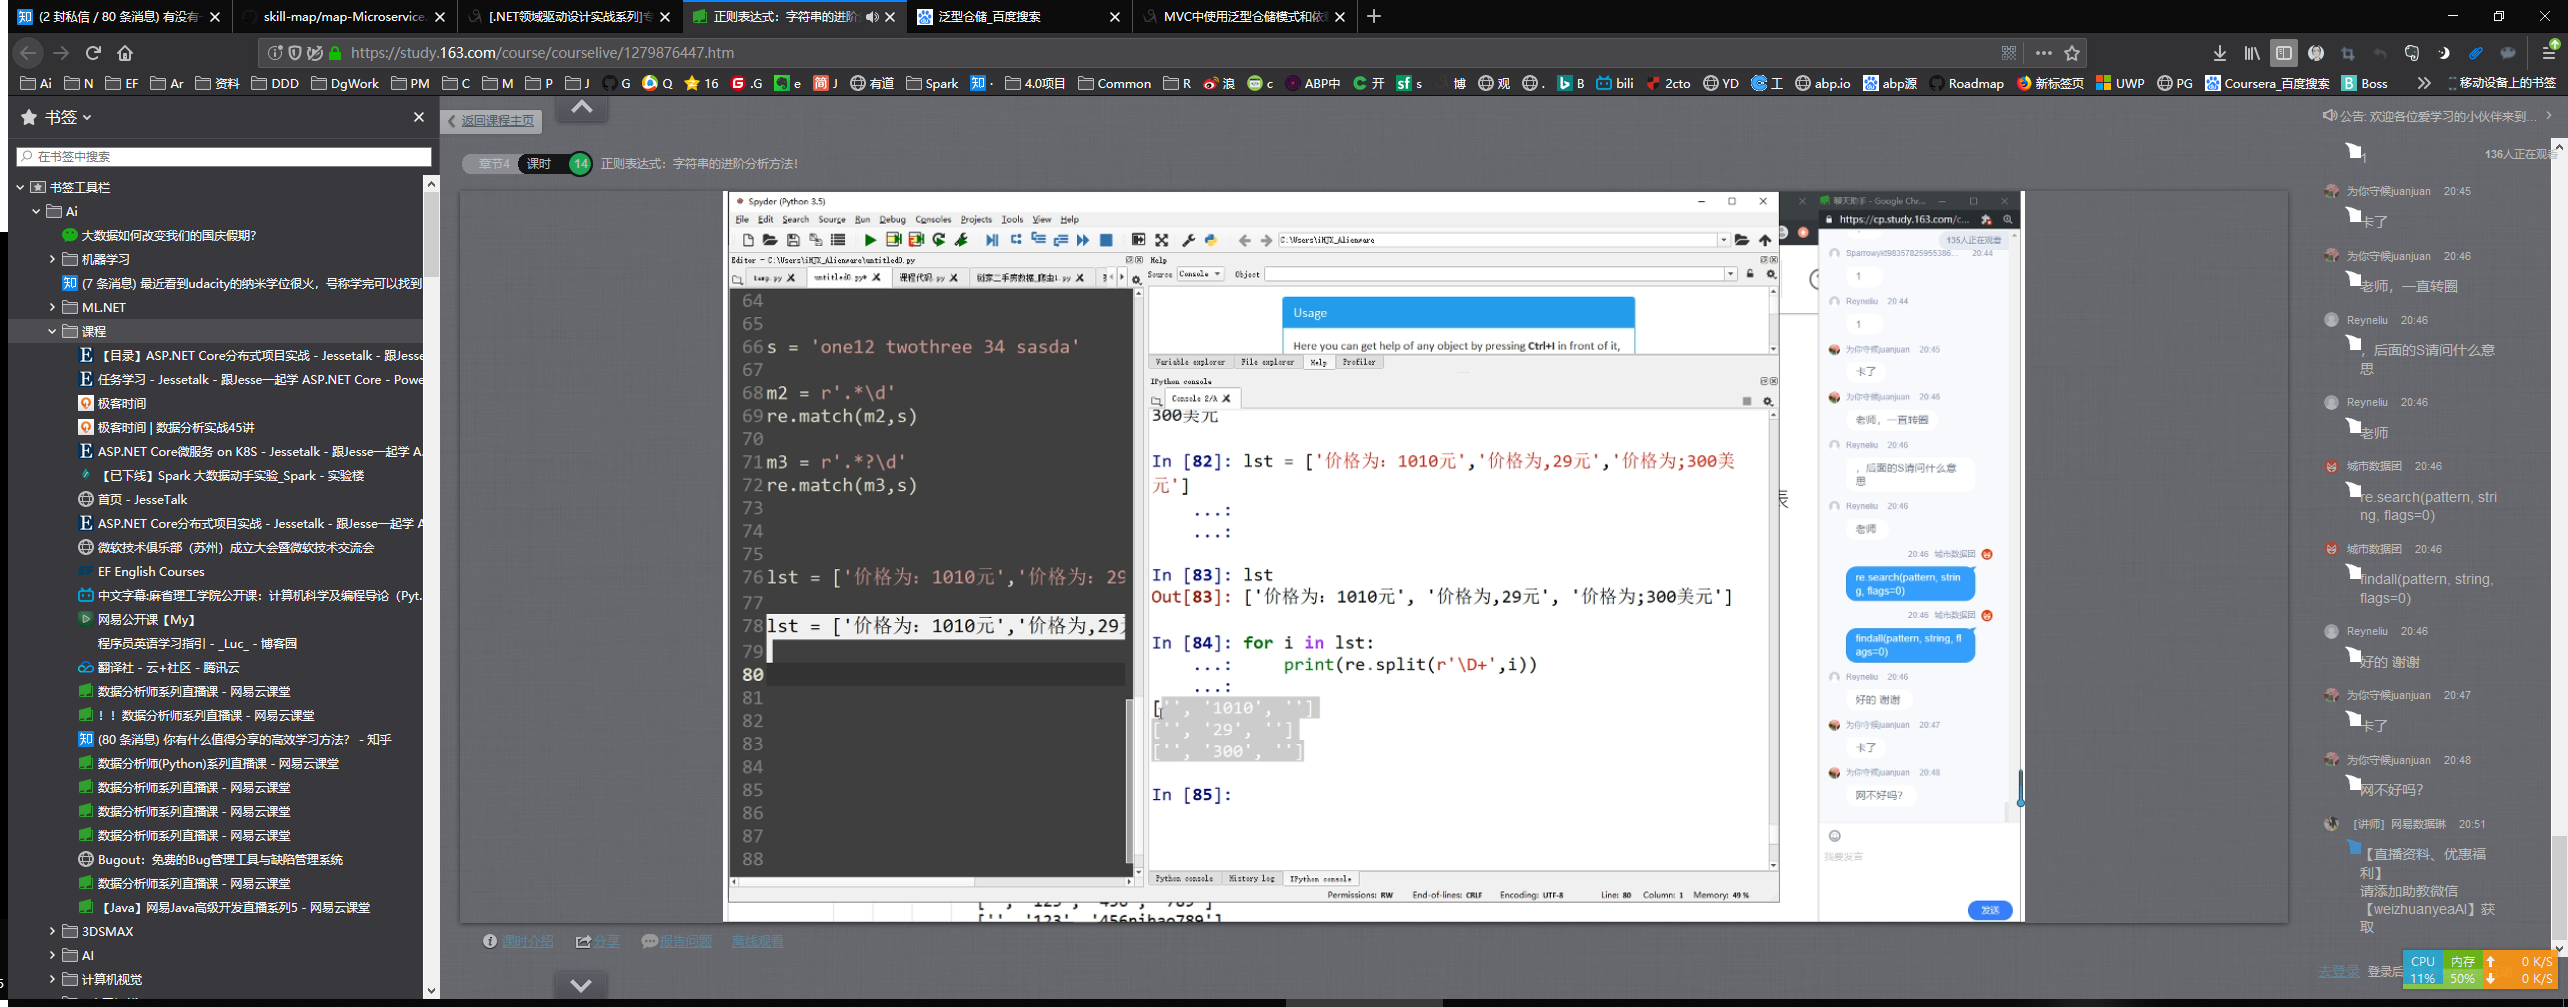 (2 封私信 / 80 条消息) 有没有
skill-map/map-Microservice.
[.NET领域驱动设计实战系列]专
正则表达式：字符串的进阶分
泛型仓储_百度搜索
MVC中使用泛型仓储模式和依赖
https://study.163.com/course/courselive/1279876447.htm
Ai N EF Ar 资料 DDD DgWork PM C M P J G Q 16 .G e J 有道 Spark · 4.0项目 Common R 浪 c ABP中 开 s 博 观 . B bili 2cto YD 工 abp.io abp源 Roadmap 新标签页 UWP PG Coursera_百度搜索 Boss 移动设备上的书签
书签
在书签中搜索
书签工具栏
Ai
大数据如何改变我们的国庆假期?
机器学习
(7 条消息) 最近看到udacity的纳米学位很火，号称学完可以找到
ML.NET
课程
【目录】ASP.NET Core分布式项目实战 - Jessetalk - 跟Jesse
任务学习 - Jessetalk - 跟Jesse一起学 ASP.NET Core - Powe
极客时间
极客时间 | 数据分析实战45讲
ASP.NET Core微服务 on K8S - Jessetalk - 跟Jesse一起学 A
【已下线】Spark 大数据动手实验_Spark - 实验楼
首页 - JesseTalk
ASP.NET Core分布式项目实战 - Jessetalk - 跟Jesse一起学 A
微软技术俱乐部（苏州）成立大会暨微软技术交流会
EF English Courses
中文字幕:麻省理工学院公开课：计算机科学及编程导论（Pyt.
网易公开课【My】
程序员英语学习指引 - _Luc_ - 博客园
翻译社 - 云+社区 - 腾讯云
数据分析师系列直播课 - 网易云课堂
！！数据分析师系列直播课 - 网易云课堂
(80 条消息) 你有什么值得分享的高效学习方法？ - 知乎
数据分析师(Python)系列直播课 - 网易云课堂
数据分析师系列直播课 - 网易云课堂
数据分析师系列直播课 - 网易云课堂
数据分析师系列直播课 - 网易云课堂
Bugout：免费的Bug管理工具与缺陷管理系统
数据分析师系列直播课 - 网易云课堂
【Java】网易Java高级开发直播系列5 - 网易云课堂
3DSMAX
AI
计算机视觉
返回课程主页
章节4 课时 14 正则表达式：字符串的进阶分析方法！
Spyder (Python 3.5)
File Edit Search Source Run Debug Consoles Projects Tools View Help
C:\Users\iHJX_Alienware
Editor - C:\Users\iHJX_Alienware\untitled0.py
temp.py untitled0.py* 课程代码.py 链家二手房数据_爬虫1.py
64
65
66 s = 'one12 twothree 34 sasda'
67
68 m2 = r'.*\d'
69 re.match(m2,s)
70
71 m3 = r'.*?\d'
72 re.match(m3,s)
73
74
75
76 lst = ['价格为：1010元','价格为：29
77
78 lst = ['价格为：1010元','价格为,29元
79
80
81
82
83
84
85
86
87
88
Help
Source Console Object
Usage
Here you can get help of any object by pressing Ctrl+I in front of it,
Variable explorer File explorer Help Profiler
IPython console
Console 2/A
300美元
In [82]: lst = ['价格为：1010元','价格为,29元','价格为;300美
元']
...:
...:
In [83]: lst
Out[83]: ['价格为：1010元', '价格为,29元', '价格为;300美元']
In [84]: for i in lst:
...:     print(re.split(r'\D+',i))
...:
['', '1010', '']
['', '29', '']
['', '300', '']
In [85]:
Python console History log IPython console
Permissions: RW End-of-lines: CRLF Encoding: UTF-8 Line: 80 Column: 1 Memory: 49 %
['', '123', '456nihao789']
聊天助手 - Google Chr...
https://cp.study.163.com/c...
135人正在观看
Sparrowykt98357825955386... 20:44
1
Reyneliu 20:44
1
为你守候juanjuan 20:45
卡了
为你守候juanjuan 20:46
老师，一直转圈
Reyneliu 20:46
，后面的S请问什么意
思
Reyneliu 20:46
老师
20:46 城市数据团
re.search(pattern, strin
g, flags=0)
20:46 城市数据团
findall(pattern, string, fl
ags=0)
Reyneliu 20:46
好的 谢谢
为你守候juanjuan 20:47
卡了
为你守候juanjuan 20:48
网不好吗?
我要发言
发送
课时介绍 分享 报告问题 离线观看
公告: 欢迎各位爱学习的小伙伴来到...
1
136人正在观看
为你守候juanjuan 20:45
卡了
为你守候juanjuan 20:46
老师，一直转圈
Reyneliu 20:46
，后面的S请问什么意
思
Reyneliu 20:46
老师
城市数据团 20:46
re.search(pattern, stri
ng, flags=0)
城市数据团 20:46
findall(pattern, string,
flags=0)
Reyneliu 20:46
好的 谢谢
为你守候juanjuan 20:47
卡了
为你守候juanjuan 20:48
网不好吗?
[讲师] 网易数据琳 20:51
【直播资料、优惠福
利】
请添加助教微信
【weizhuanyeaAI】获
取
去登录 登录后
CPU 内存 0 K/S
11% 50% 0 K/S